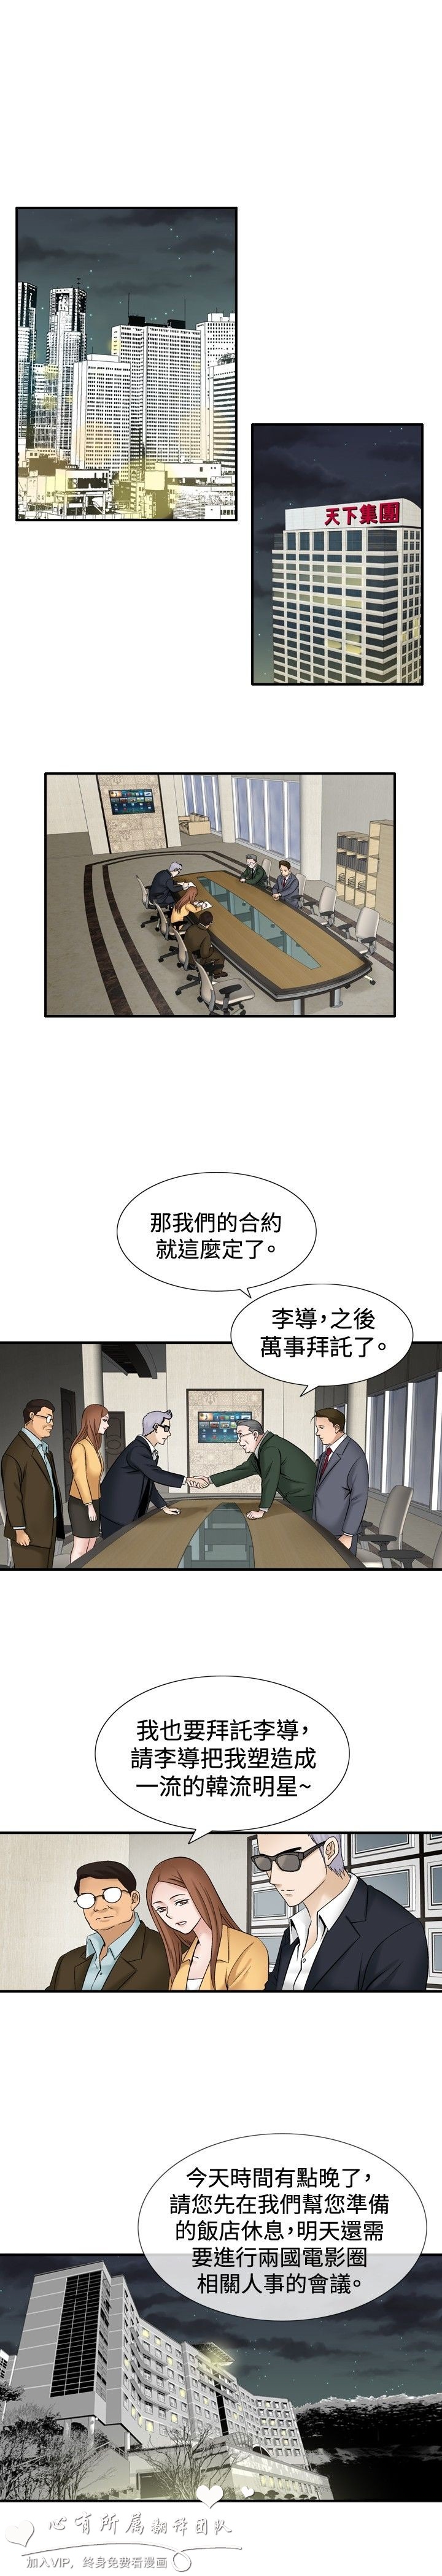 天下集團
那我們的合約
就這麼定了。
李導，之後
萬事拜託了。
我也要拜託李導，
請李導把我塑造成
一流的韓流明星~
今天時間有點晚了，
請您先在我們幫您準備
的飯店休息，明天還需
要進行兩國電影圈
相關人事的會議。
心有所属翻译团队
加入VIP，终身免费看漫画